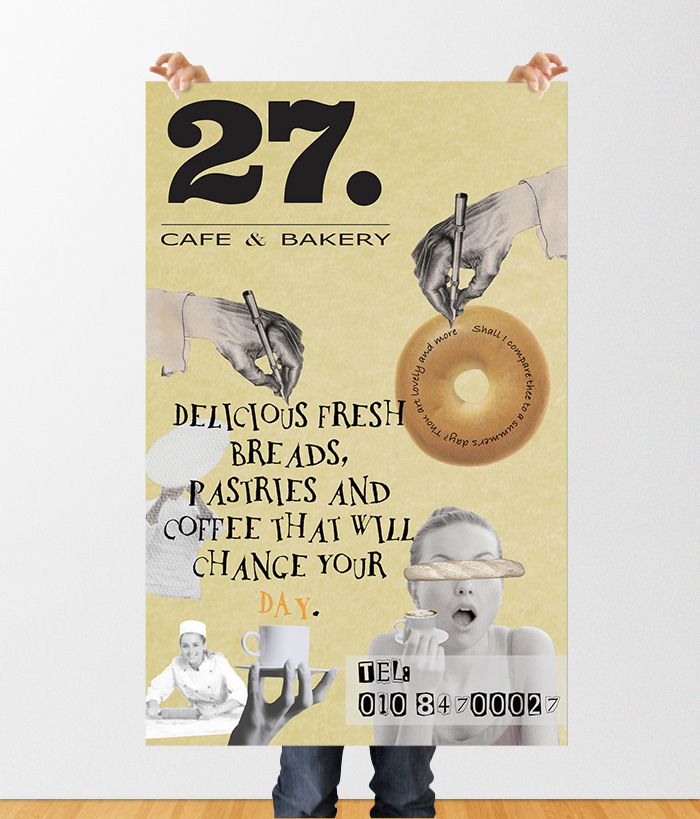 27.
CAFE & BAKERY
Shall I compare thee to a summer's day? Thou art lovely and more
DELICIOUS FRESH
BREADS,
PASTRIES AND
COFFEE THAT WILL
CHANGE YOUR
DAY.
TEL:
010 84700027